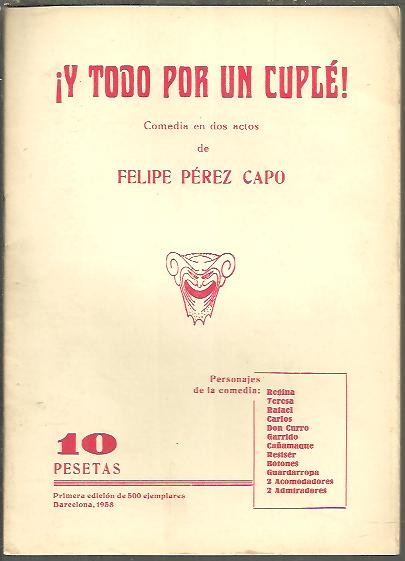 ¡Y TODO POR UN CUPLÉ!
Comedia en dos actos
de
FELIPE PÉREZ CAPO
Personajes
de la comedia:
Regina
Teresa
Rafael
Carlos
Don Curro
Garrido
Cañamaque
Resisér
Botones
Guardarropa
2 Acomodadores
2 Admiradores
10
PESETAS
Primera edición de 500 ejemplares
Barcelona, 1958